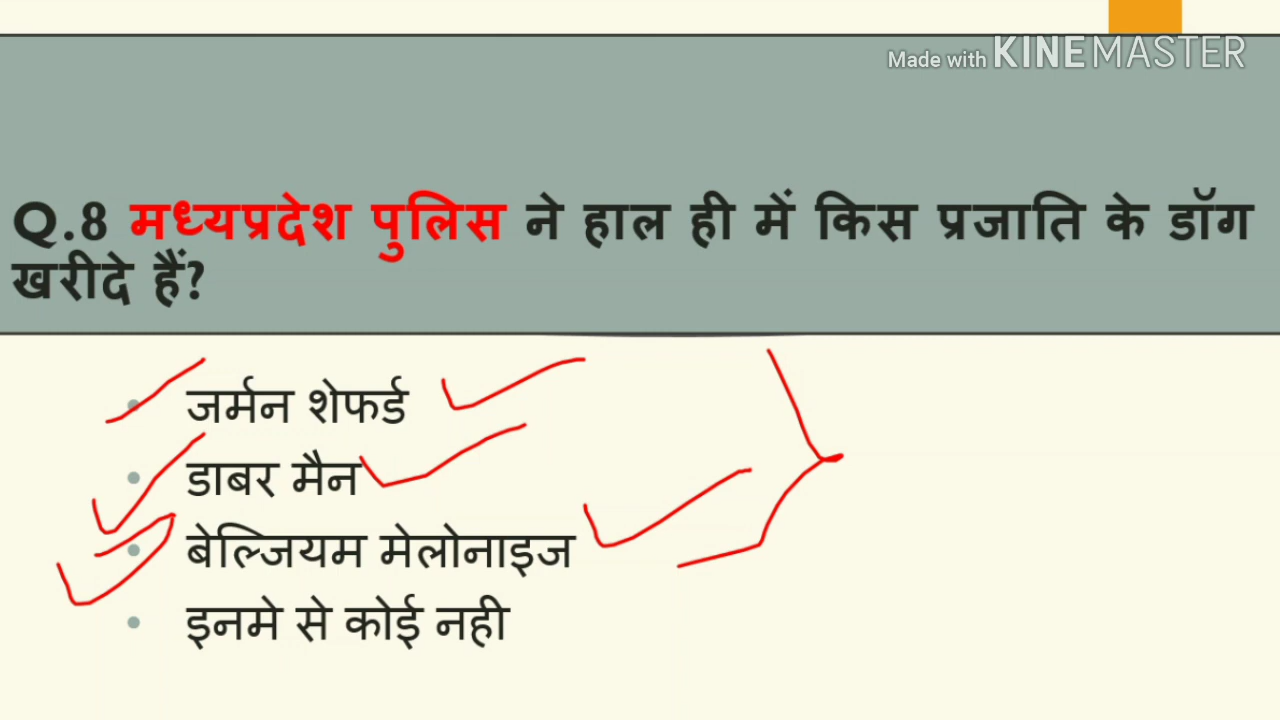 Made with KINEMASTER
Q.8 मध्यप्रदेश पुलिस ने हाल ही में किस प्रजाति के डॉग
खरीदे हैं?
जर्मन शेफर्ड
डाबर मैन
बेल्जियम मेलोनाइज
इनमे से कोई नही